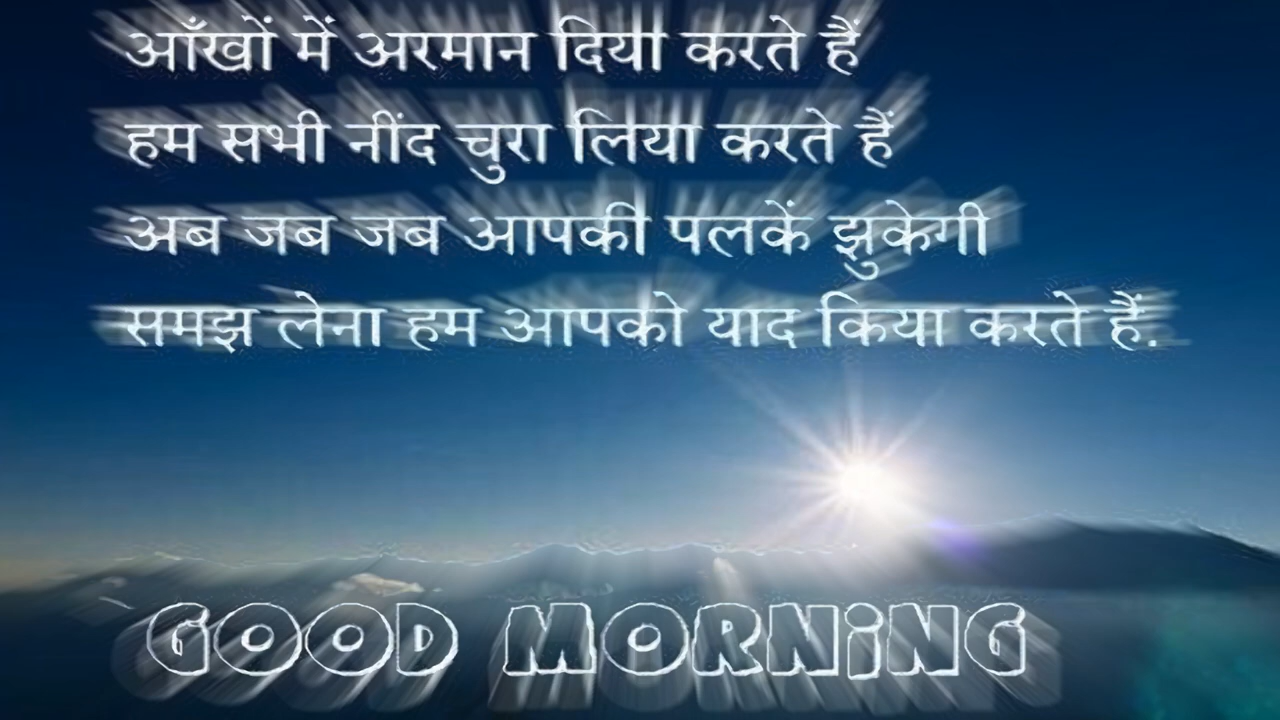 आँखों में अरमान दिया करते हैं
हम सभी नींद चुरा लिया करते हैं
अब जब जब आपकी पलकें झुकेगी
समझ लेना हम आपको याद किया करते हैं.
GOOD MORNiNG